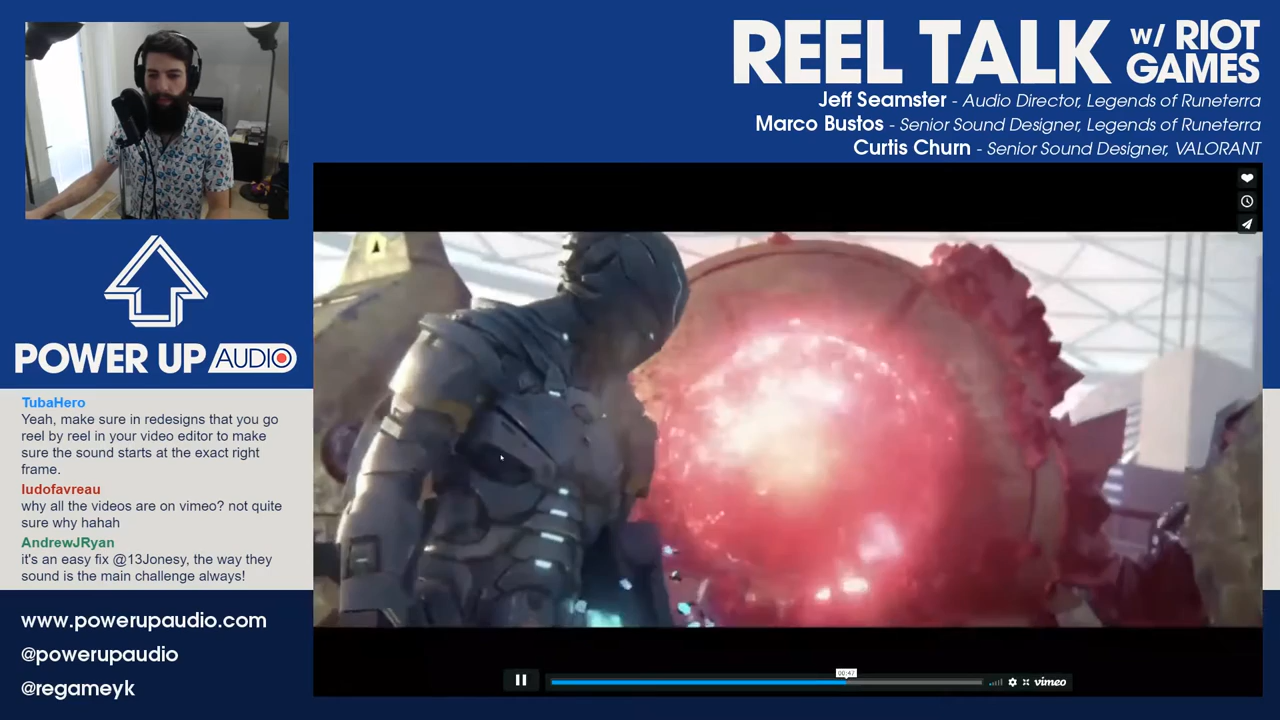 REEL TALK w/ RIOT GAMES
Jeff Seamster - Audio Director, Legends of Runeterra
Marco Bustos - Senior Sound Designer, Legends of Runeterra
Curtis Churn - Senior Sound Designer, VALORANT
POWER UP AUDIO
TubaHero
Yeah, make sure in redesigns that you go
reel by reel in your video editor to make
sure the sound starts at the exact right
frame.
ludofavreau
why all the videos are on vimeo? not quite
sure why hahah
AndrewJRyan
it's an easy fix @13Jonesy, the way they
sound is the main challenge always!
www.powerupaudio.com
@powerupaudio
@regameyk
00:47
vimeo